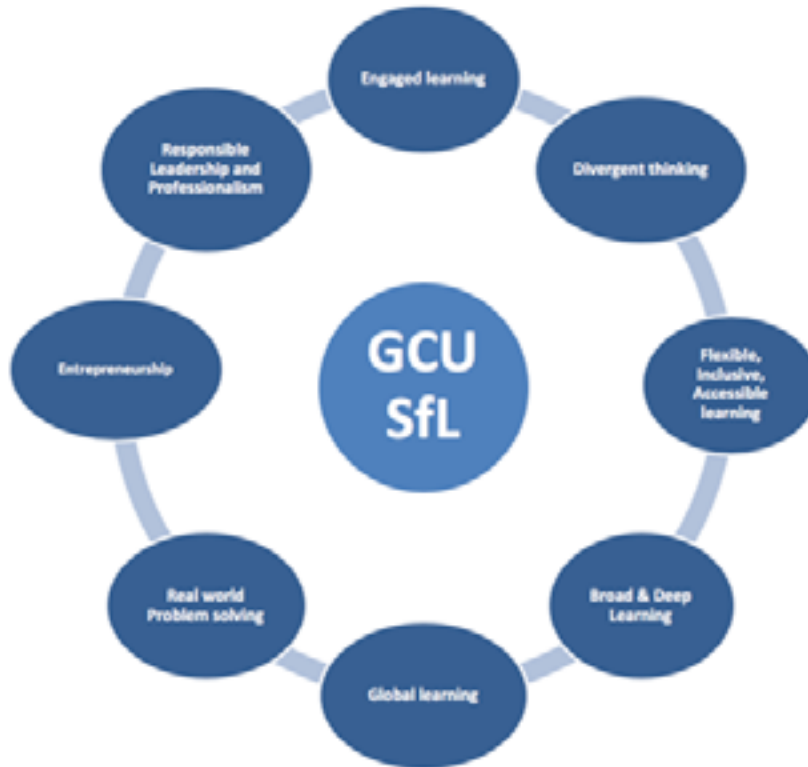 Engaged learning
Divergent thinking
Flexible,
Inclusive,
Accessible
learning
Broad & Deep
Learning
Global learning
Real world
Problem solving
Entrepreneurship
Responsible
Leadership and
Professionalism
GCU
SfL